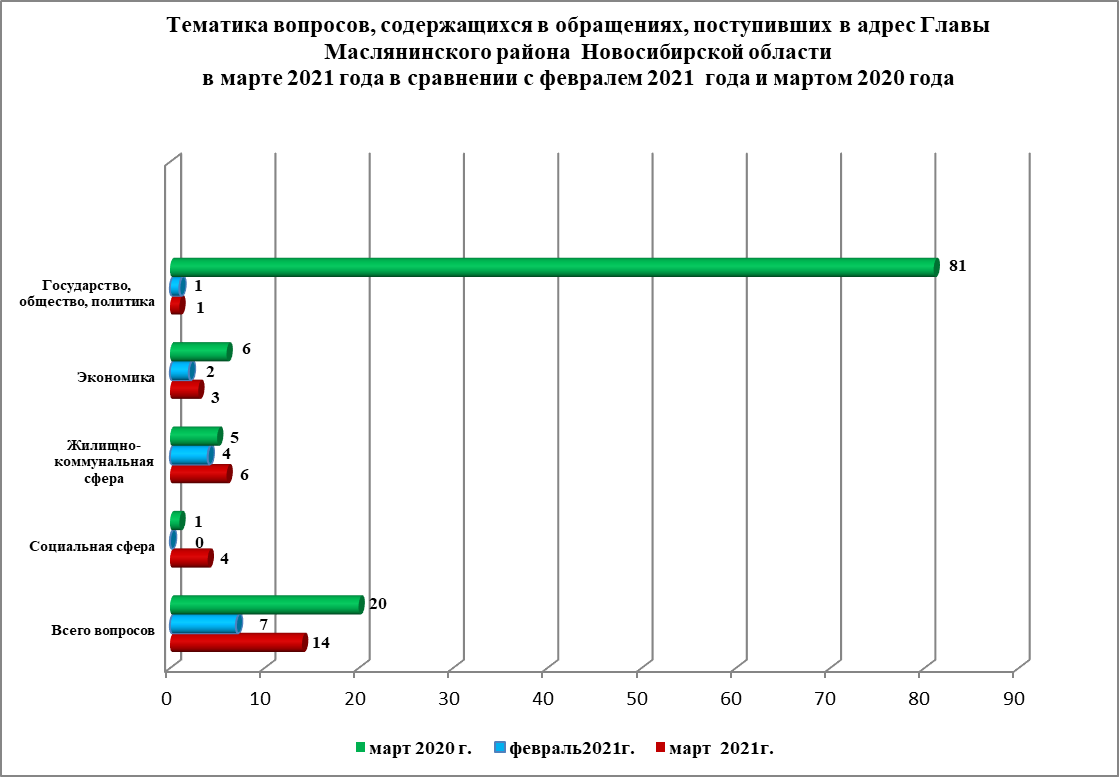 Тематика вопросов, содержащихся в обращениях, поступивших в адрес Главы
Маслянинского района Новосибирской области
в марте 2021 года в сравнении с февралем 2021 года и мартом 2020 года
Государство,
общество, политика
81
1
1
Экономика
6
2
3
Жилищно-
коммунальная
сфера
5
4
6
Социальная сфера
1
0
4
Всего вопросов
20
7
14
0 10 20 30 40 50 60 70 80 90
март 2020 г. февраль2021г. март 2021г.